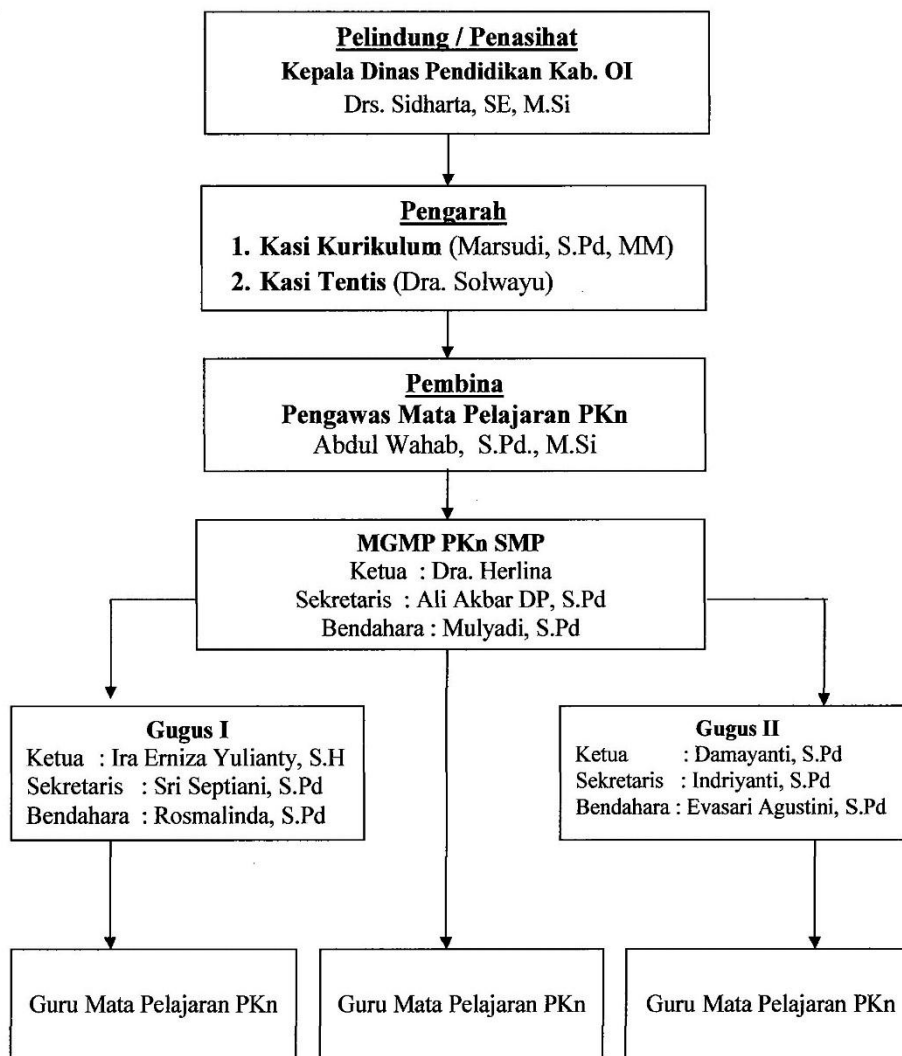 Pelindung / Penasihat
Kepala Dinas Pendidikan Kab. OI
Drs. Sidharta, SE, M.Si
Pengarah
1. Kasi Kurikulum (Marsudi, S.Pd, MM)
2. Kasi Tentis (Dra. Solwayu)
Pembina
Pengawas Mata Pelajaran PKn
Abdul Wahab, S.Pd., M.Si
MGMP PKn SMP
Ketua : Dra. Herlina
Sekretaris : Ali Akbar DP, S.Pd
Bendahara : Mulyadi, S.Pd
Gugus I
Ketua : Ira Erniza Yulianty, S.H
Sekretaris : Sri Septiani, S.Pd
Bendahara : Rosmalinda, S.Pd
Gugus II
Ketua : Damayanti, S.Pd
Sekretaris : Indriyanti, S.Pd
Bendahara : Evasari Agustini, S.Pd
Guru Mata Pelajaran PKn
Guru Mata Pelajaran PKn
Guru Mata Pelajaran PKn